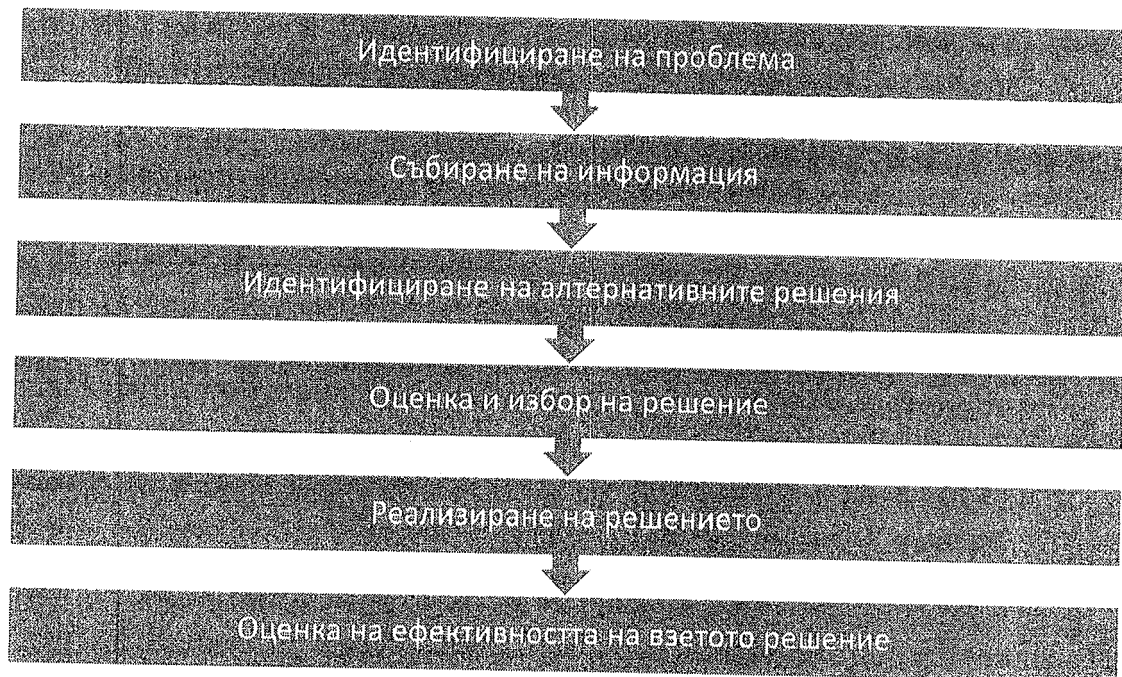 Идентифициране на проблема
Събиране на информация
Идентифициране на алтернативните решения
Оценка и избор на решение
Реализиране на решението
Оценка на ефективността на взетото решение